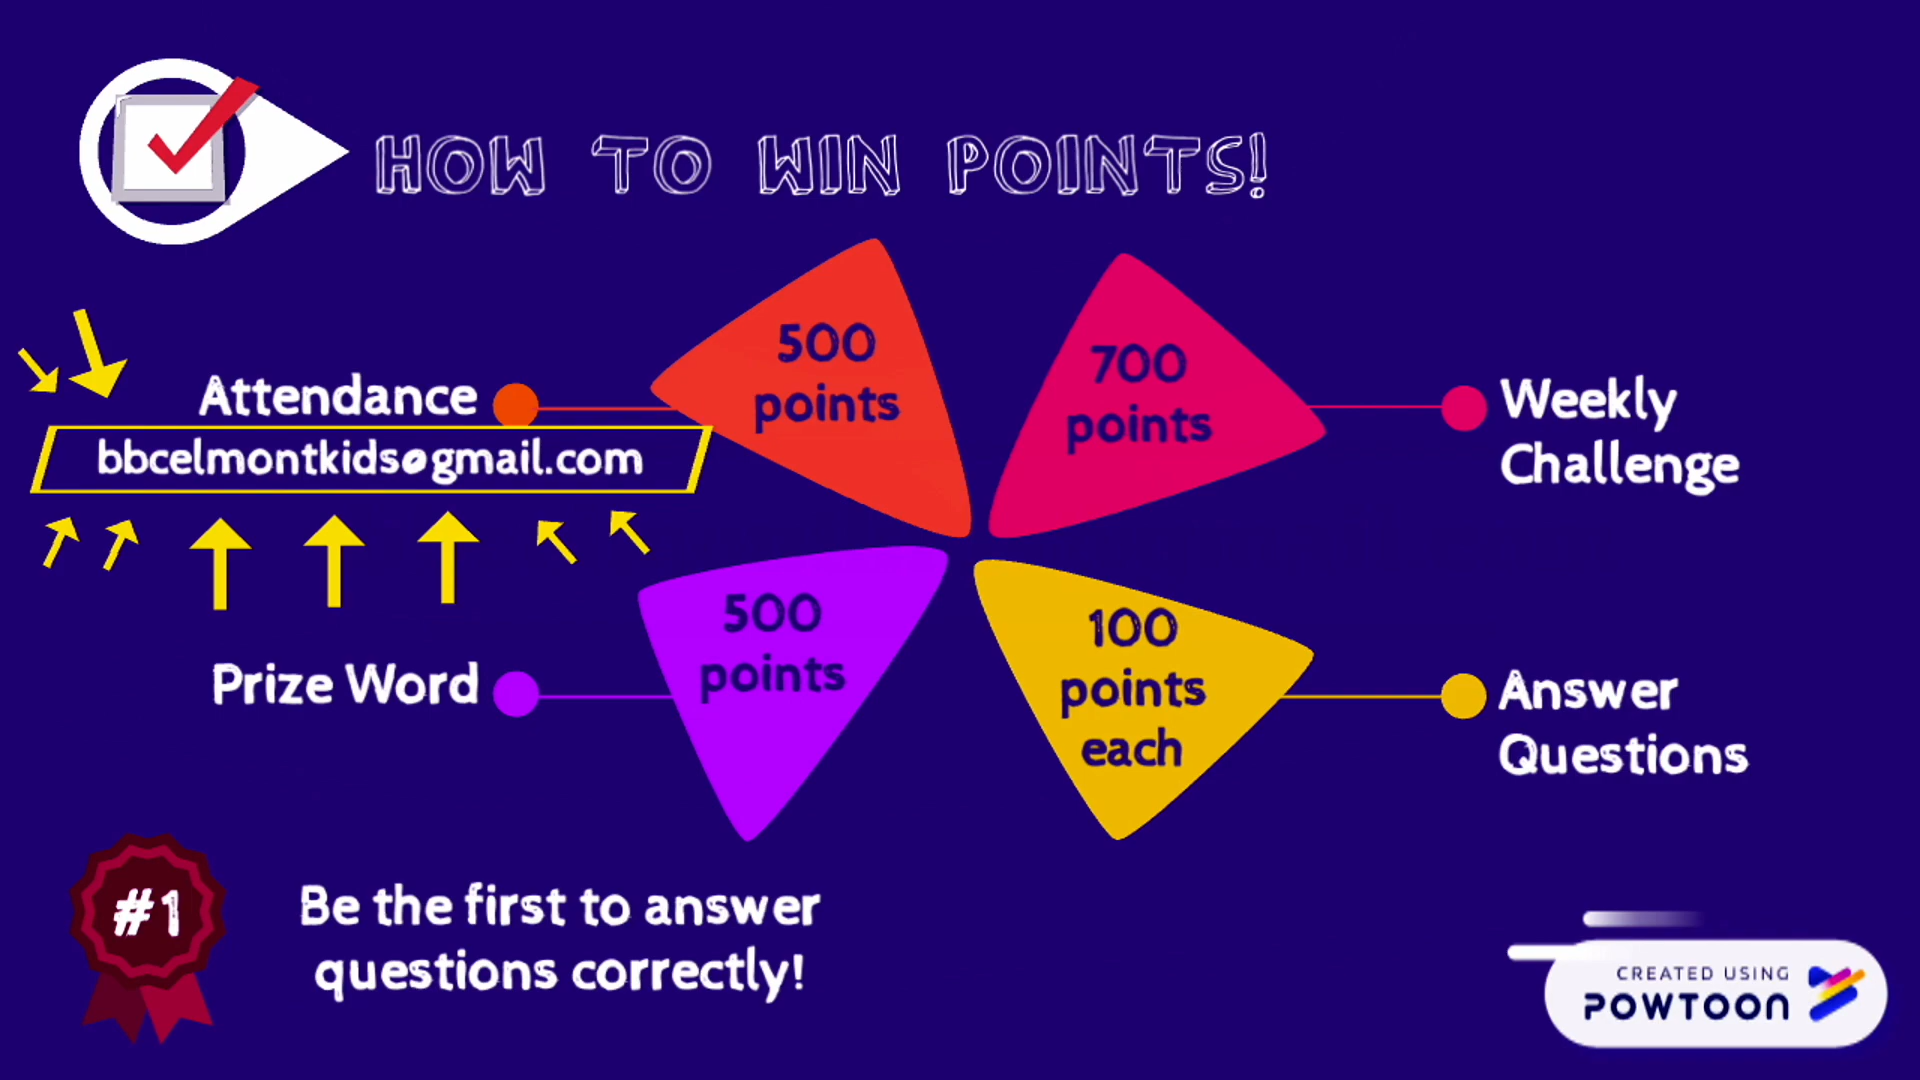 HOW TO WIN POINTS!
500
points
Attendance
bbcelmontkids@gmail.com
700
points
Weekly
Challenge
500
points
Prize Word
100
points
each
Answer
Questions
#1
Be the first to answer
questions correctly!
CREATED USING
POWTOON